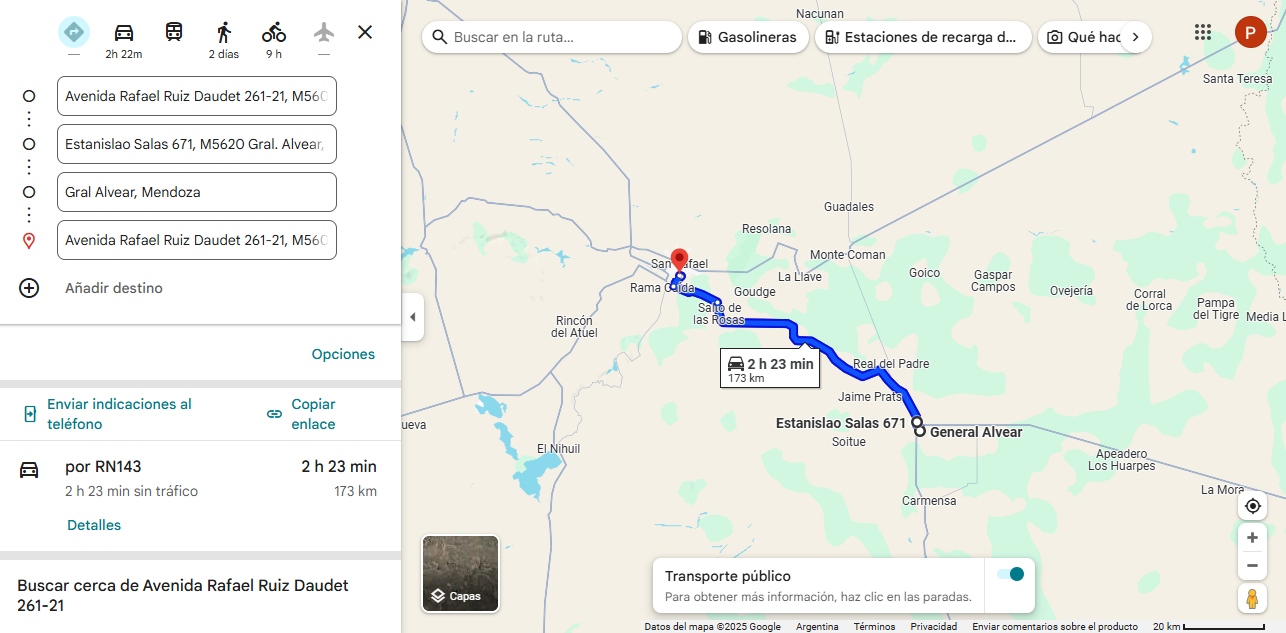 2h 22m
2 días
9 h
Avenida Rafael Ruiz Daudet 261-21, M560
Estanislao Salas 671, M5620 Gral. Alvear,
Gral Alvear, Mendoza
Avenida Rafael Ruiz Daudet 261-21, M560
Añadir destino
Opciones
Enviar indicaciones al
teléfono
Copiar
enlace
por RN143
2 h 23 min
2 h 23 min sin tráfico
173 km
Detalles
Buscar cerca de Avenida Rafael Ruiz Daudet
261-21
Buscar en la ruta...
Gasolineras
Estaciones de recarga d...
Qué hac
P
Nacunan
Santa Teresa
Guadales
Resolana
Monte Coman
San Rafael
La Llave
Goico
Gaspar
Campos
Rama Caida
Goudge
Ovejería
Corral
de Lorca
Pampa
del Tigre
Media L
Salto de
las Rosas
Rincón
del Atuel
2 h 23 min
173 km
Real del Padre
Jaime Prats
Estanislao Salas 671
General Alvear
Soitue
ueva
El Nihuil
Apeadero
Los Huarpes
La Mora
Carmensa
Capas
Transporte público
Para obtener más información, haz clic en las paradas.
Datos del mapa ©2025 Google
Argentina
Términos
Privacidad
Enviar comentarios sobre el producto
20 km